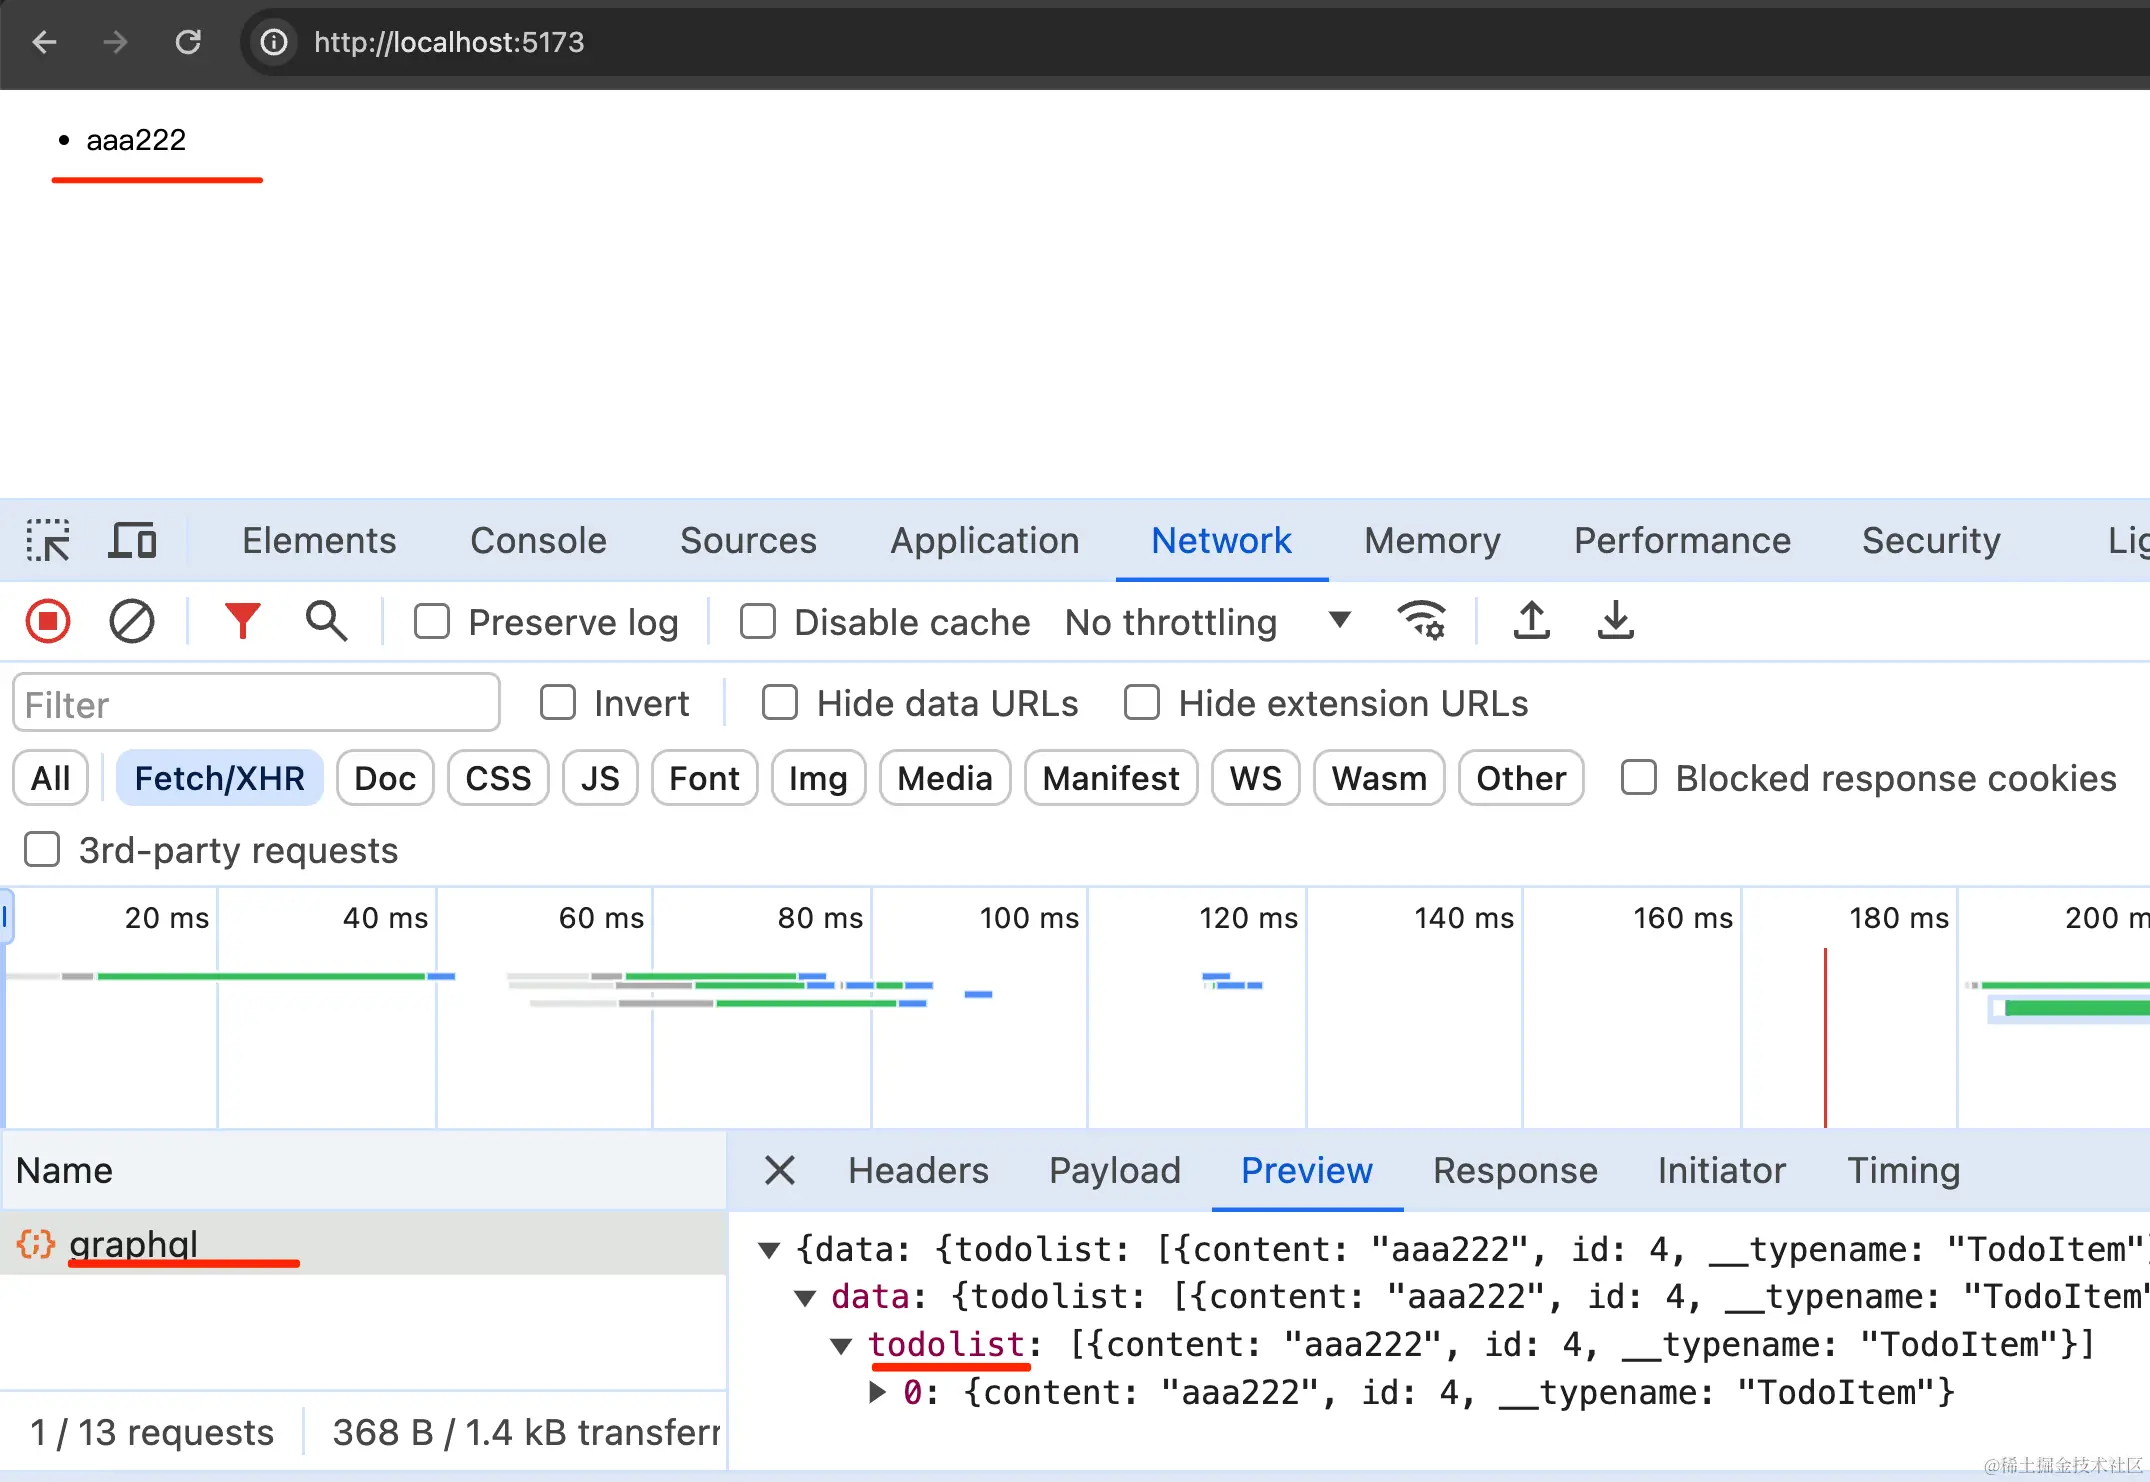 http://localhost:5173
• aaa222
Elements Console Sources Application Network Memory Performance Security Lig
Preserve log Disable cache No throttling
Filter Invert Hide data URLs Hide extension URLs
All Fetch/XHR Doc CSS JS Font Img Media Manifest WS Wasm Other Blocked response cookies
3rd-party requests
20 ms 40 ms 60 ms 80 ms 100 ms 120 ms 140 ms 160 ms 180 ms 200 m
Name
Headers Payload Preview Response Initiator Timing
graphql
{data: {todolist: [{content: "aaa222", id: 4, __typename: "TodoItem"}
data: {todolist: [{content: "aaa222", id: 4, __typename: "TodoItem"
todolist: [{content: "aaa222", id: 4, __typename: "TodoItem"}]
0: {content: "aaa222", id: 4, __typename: "TodoItem"}
1 / 13 requests 368 B / 1.4 kB transferr
@稀土掘金技术社区